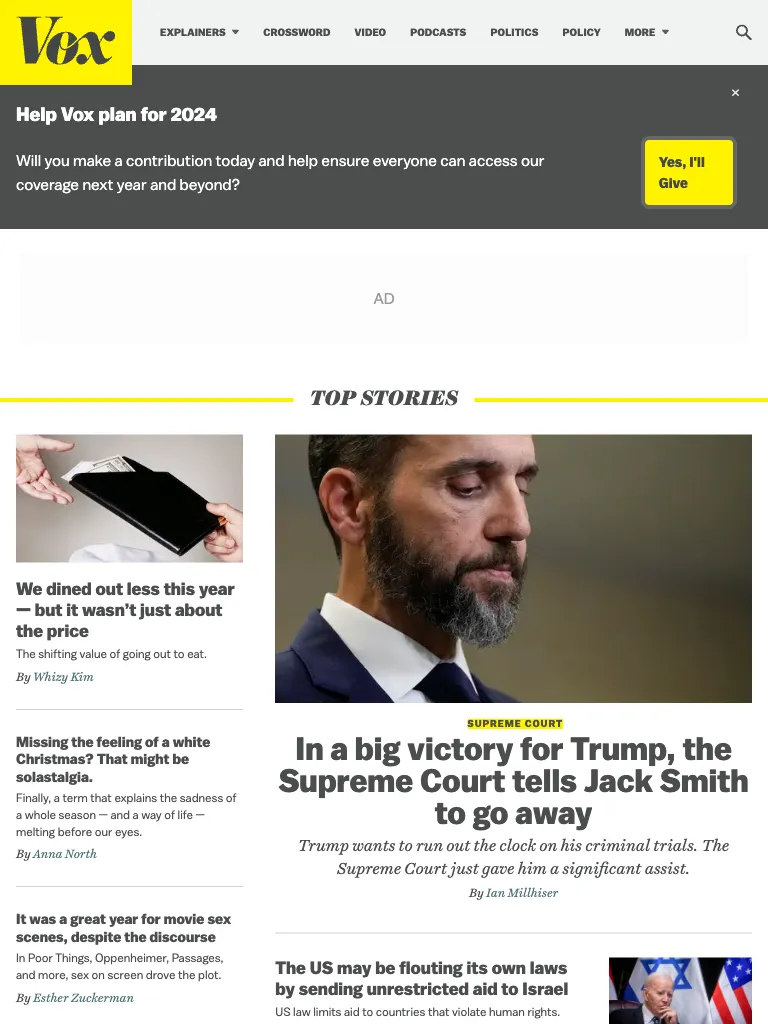 Vox
EXPLAINERS
CROSSWORD
VIDEO
PODCASTS
POLITICS
POLICY
MORE
Help Vox plan for 2024
Will you make a contribution today and help ensure everyone can access our
coverage next year and beyond?
Yes, I'll
Give
AD
TOP STORIES
We dined out less this year
— but it wasn't just about
the price
The shifting value of going out to eat.
By Whizy Kim
Missing the feeling of a white
Christmas? That might be
solastalgia.
Finally, a term that explains the sadness of
a whole season — and a way of life —
melting before our eyes.
By Anna North
It was a great year for movie sex
scenes, despite the discourse
In Poor Things, Oppenheimer, Passages,
and more, sex on screen drove the plot.
By Esther Zuckerman
SUPREME COURT
In a big victory for Trump, the
Supreme Court tells Jack Smith
to go away
Trump wants to run out the clock on his criminal trials. The
Supreme Court just gave him a significant assist.
By Ian Millhiser
The US may be flouting its own laws
by sending unrestricted aid to Israel
US law limits aid to countries that violate human rights.